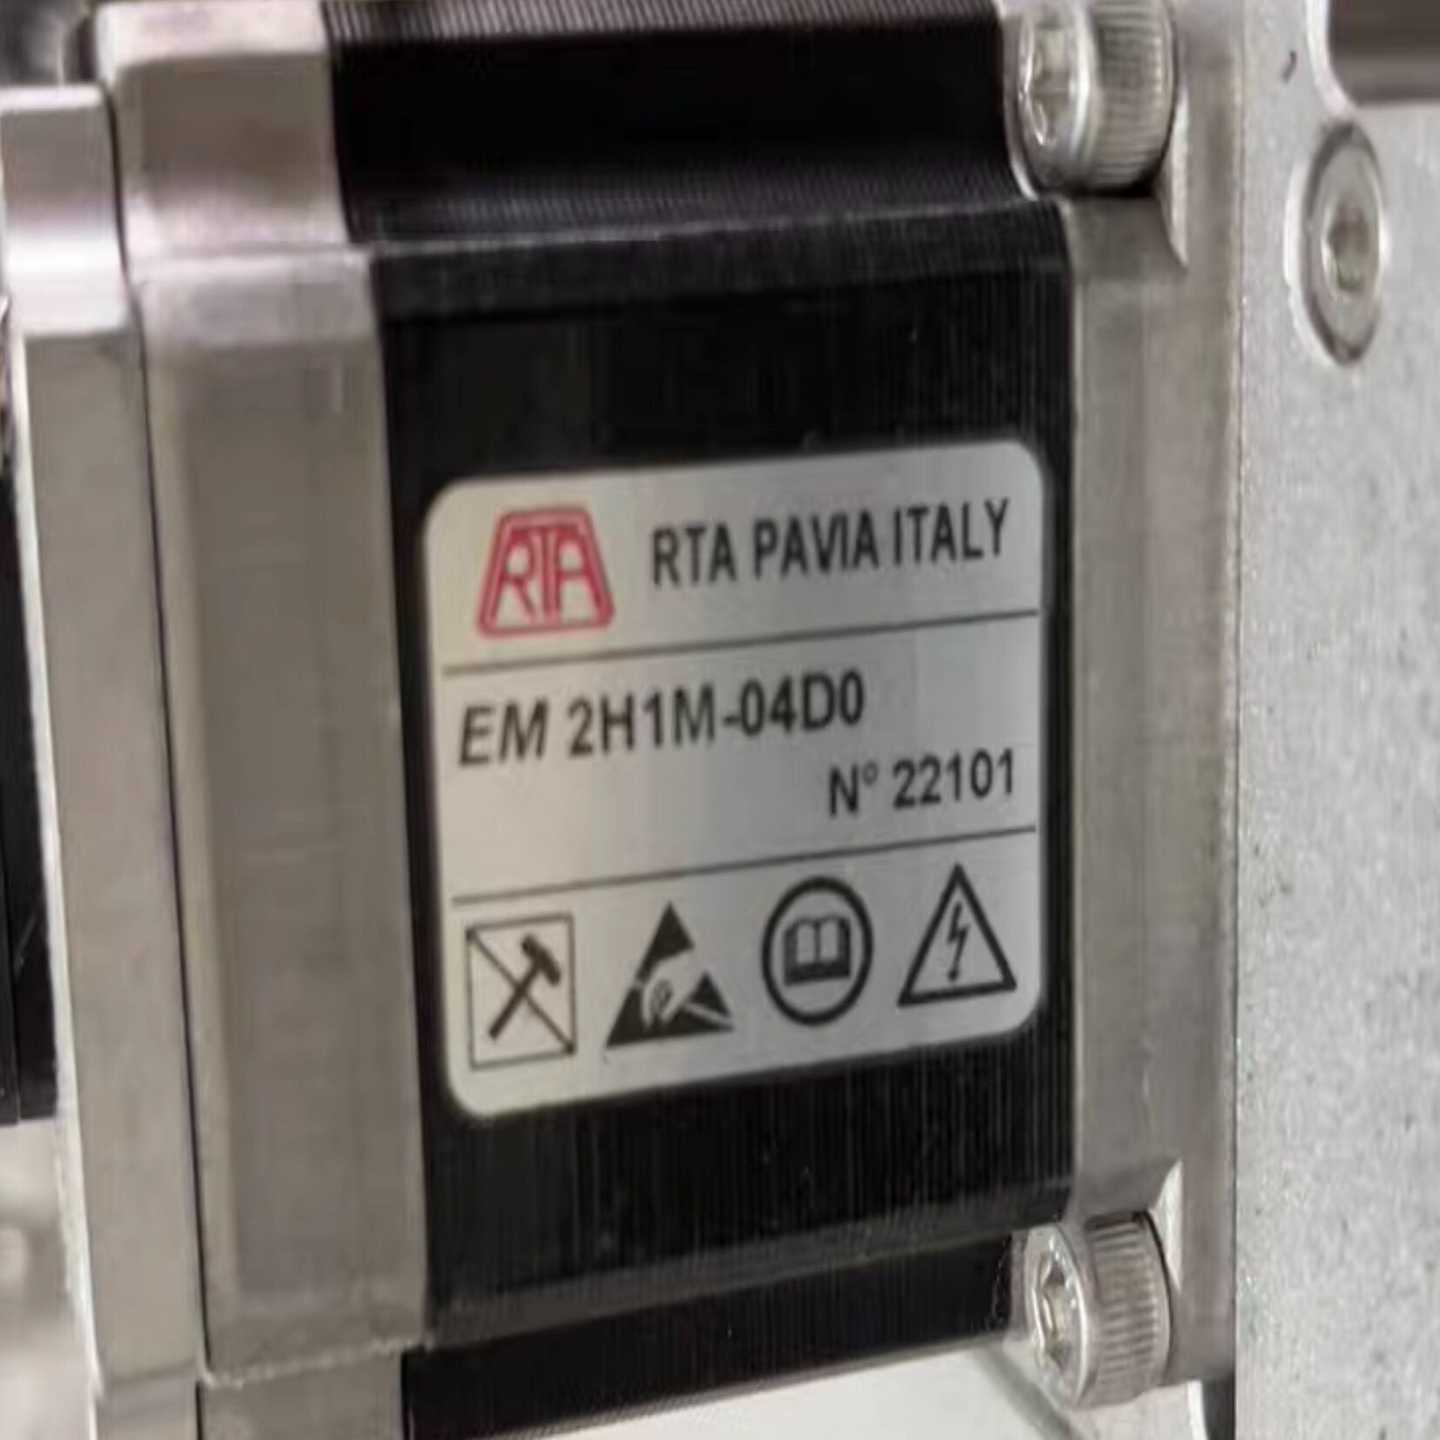 RTA RTA PAVIA ITALY
EM 2H1M-04D0
N° 22101